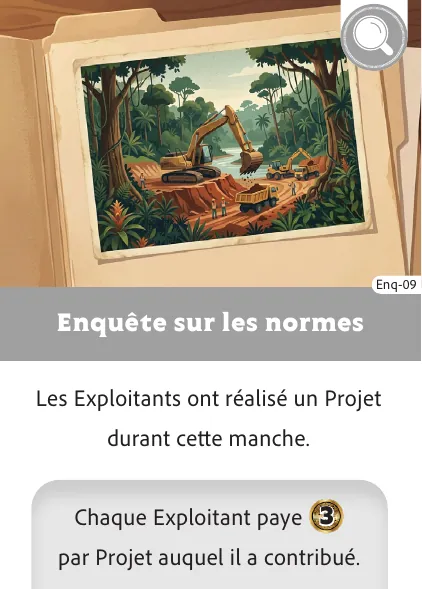 Enq-09
Enquête sur les normes
Les Exploitants ont réalisé un Projet
durant cette manche.
Chaque Exploitant paye 3
par Projet auquel il a contribué.